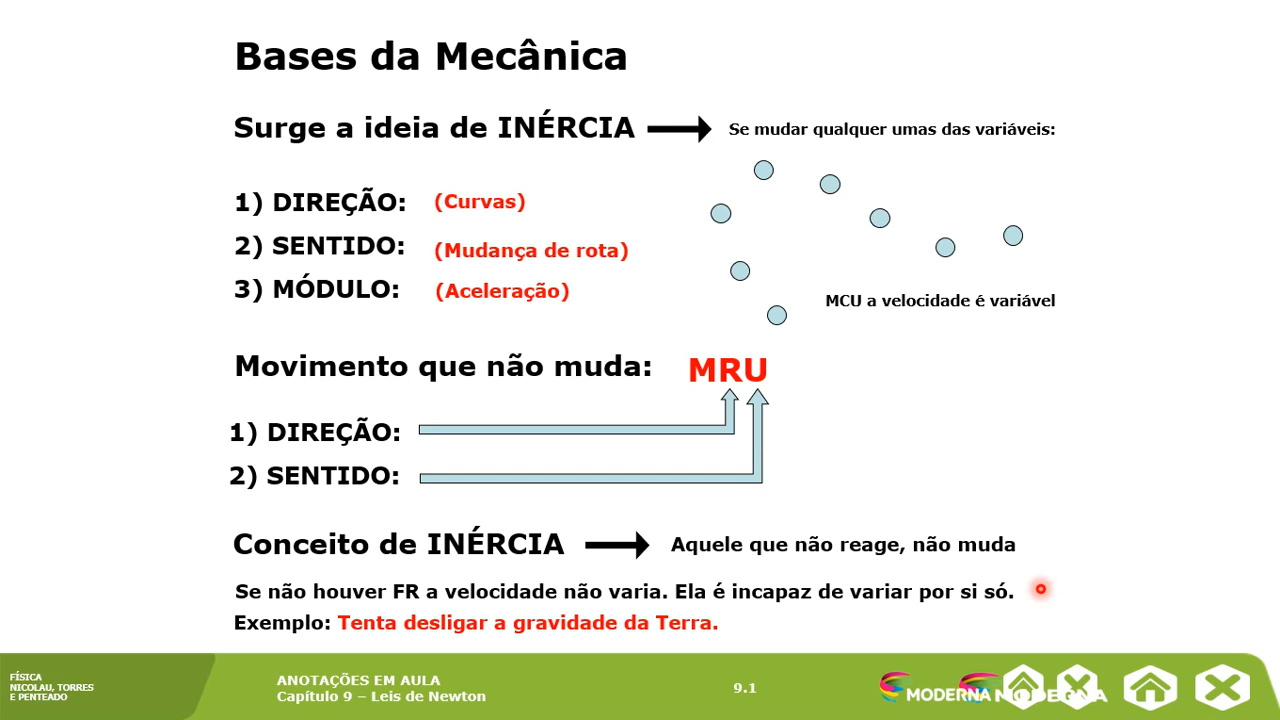 Bases da Mecânica
Surge a ideia de INÉRCIA
Se mudar qualquer umas das variáveis:
1) DIREÇÃO: (Curvas)
2) SENTIDO: (Mudança de rota)
3) MÓDULO: (Aceleração)
MCU a velocidade é variável
Movimento que não muda: MRU
1) DIREÇÃO:
2) SENTIDO:
Conceito de INÉRCIA
Aquele que não reage, não muda
Se não houver FR a velocidade não varia. Ela é incapaz de variar por si só.
Exemplo: Tenta desligar a gravidade da Terra.
FÍSICA
NICOLAU, TORRES
E PENTEADO
ANOTAÇÕES EM AULA
Capítulo 9 – Leis de Newton
9.1
MODERNA
MODERNA